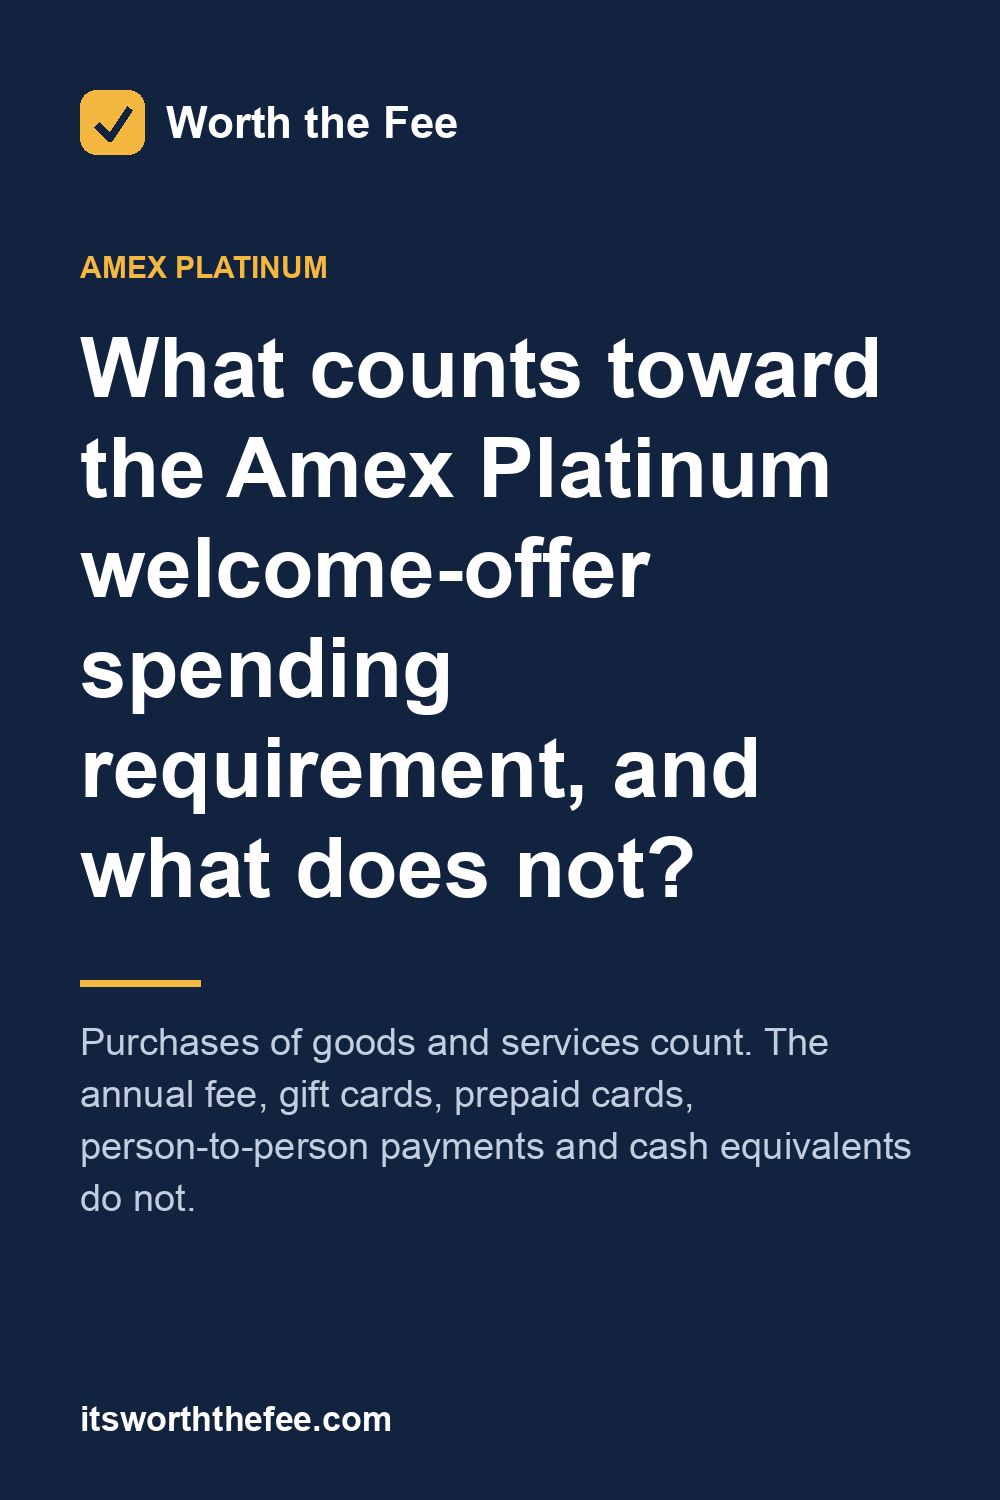 Worth the Fee
AMEX PLATINUM
What counts toward
the Amex Platinum
welcome-offer
spending
requirement, and
what does not?
Purchases of goods and services count. The
annual fee, gift cards, prepaid cards,
person-to-person payments and cash equivalents
do not.
itsworththefee.com